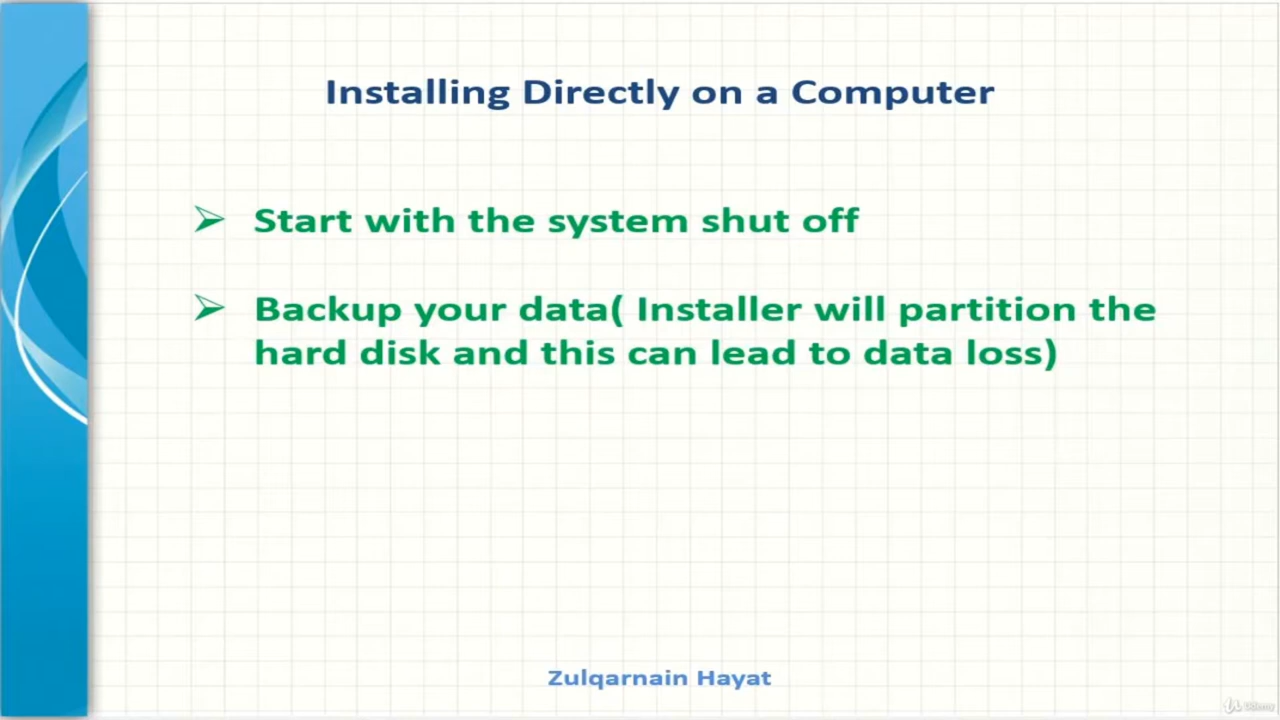 Installing Directly on a Computer
➢ Start with the system shut off
➢ Backup your data( Installer will partition the
hard disk and this can lead to data loss)
Zulqarnain Hayat
Udemy